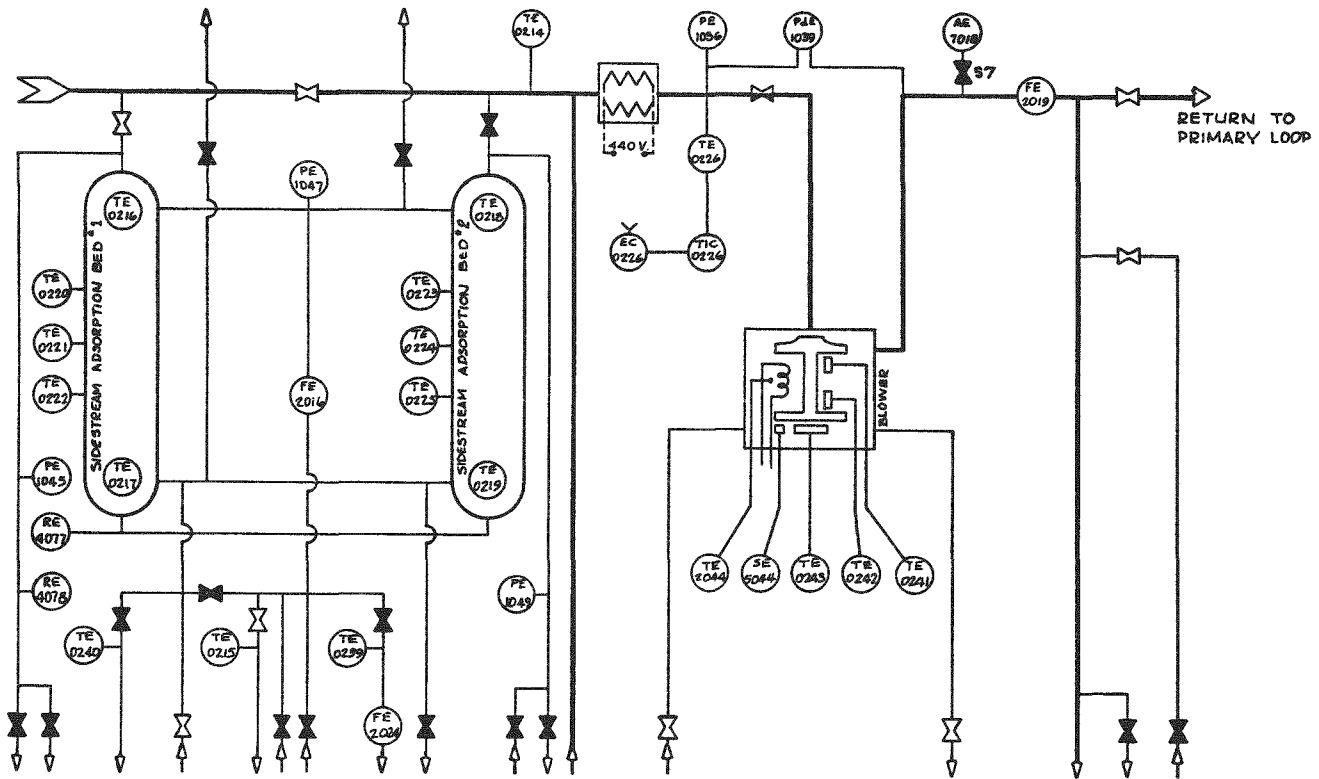 TE
0214
PE
1036
PdE
1039
AE
7018
S7
FE
2019
RETURN TO
PRIMARY LOOP
440 V.
TE
0226
PE
1047
TE
0216
TE
0218
EC
0226
TIC
0226
SIDESTREAM ADSORPTION BED #1
SIDESTREAM ADSORPTION BED #2
TE
0220
TE
0223
TE
0221
TE
0224
TE
0222
FE
2016
TE
0225
BLOWER
PE
1045
TE
0217
TE
0219
RE
4077
RE
4078
PE
1049
TE
2044
SE
5044
TE
0243
TE
0242
TE
0241
TE
0240
TE
0215
TE
0239
FE
2024